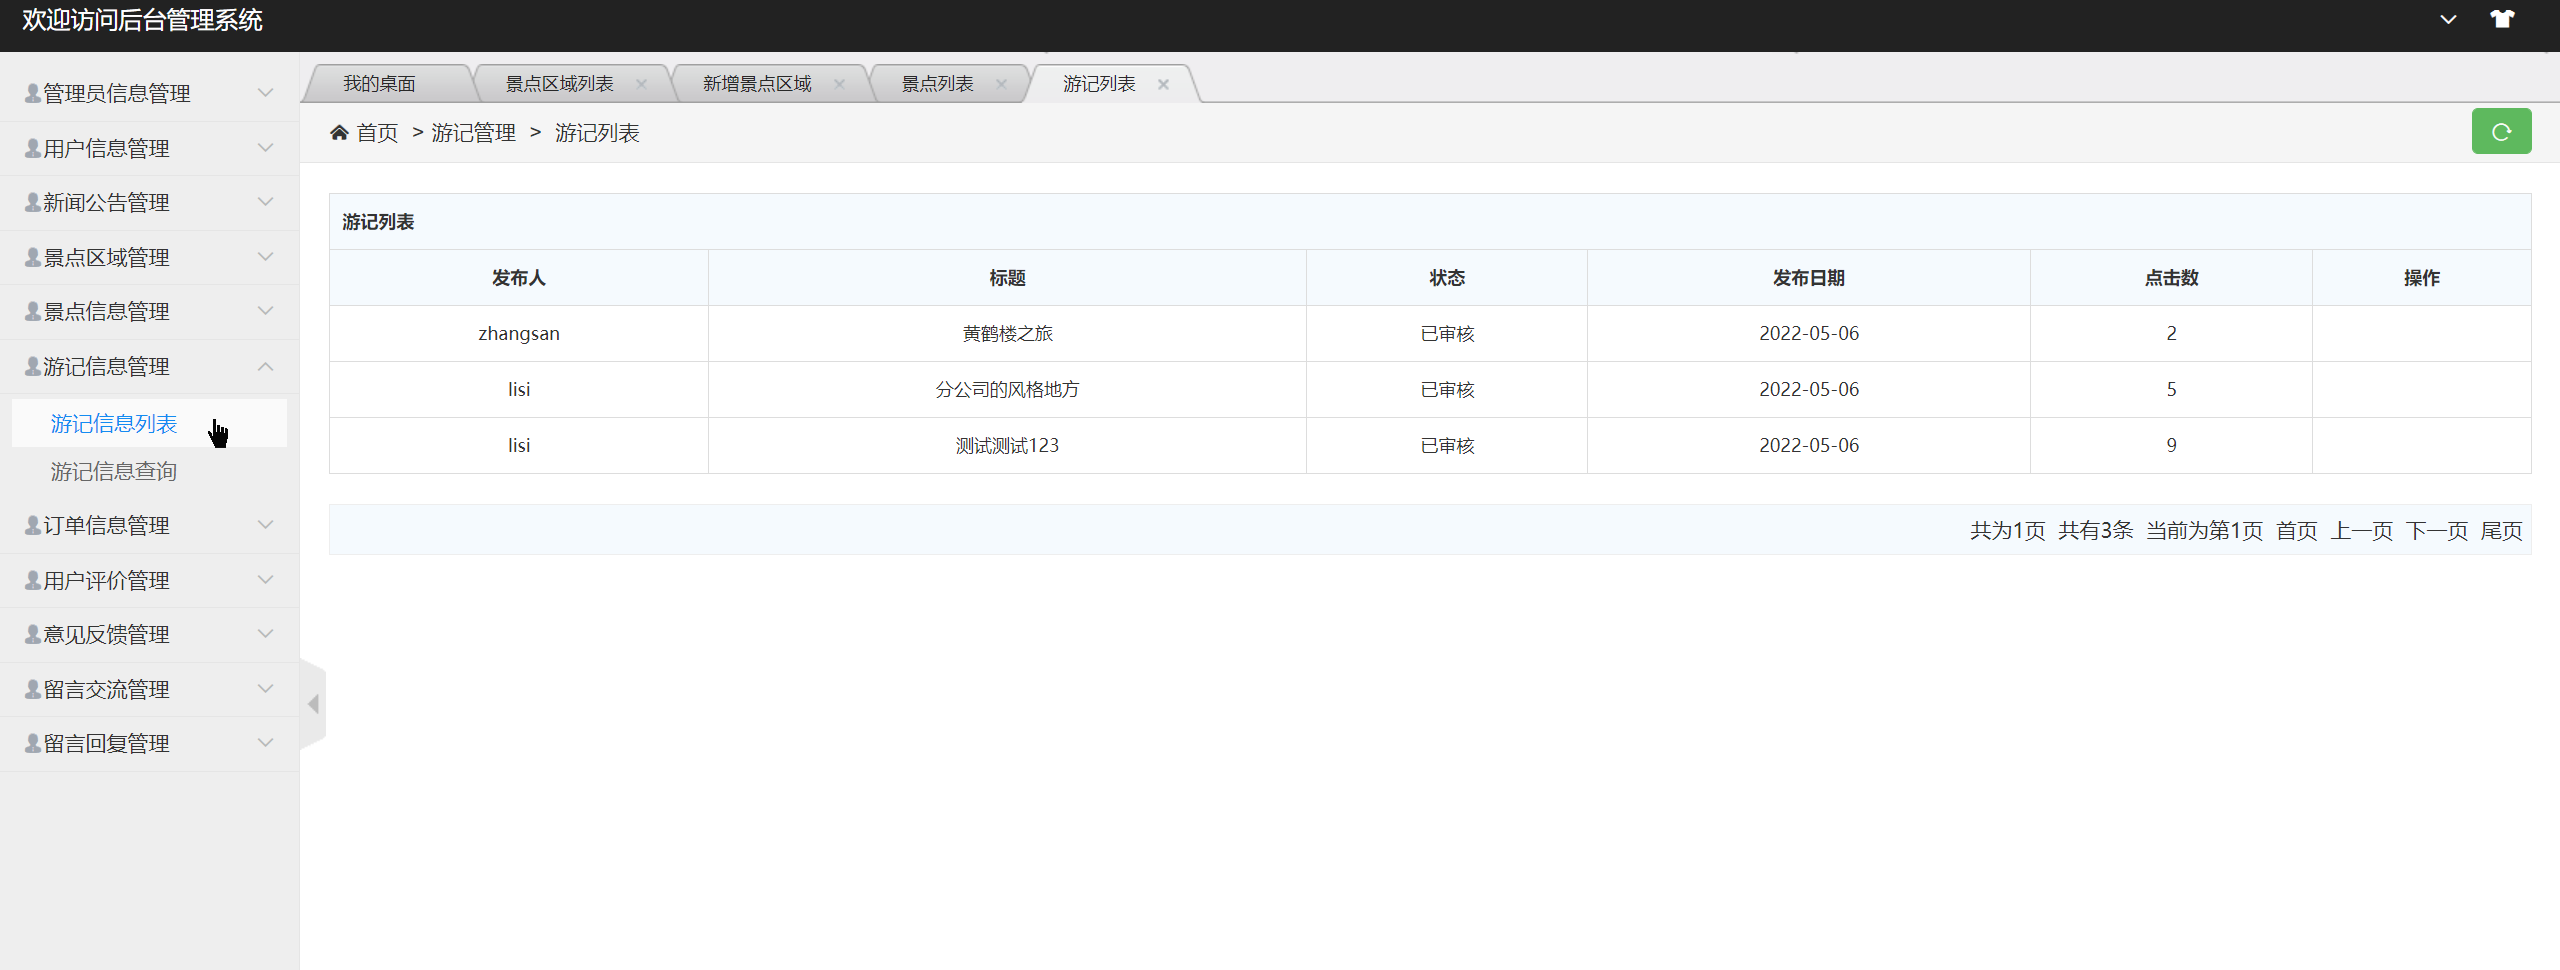 欢迎访问后台管理系统
管理员信息管理
用户信息管理
新闻公告管理
景点区域管理
景点信息管理
游记信息管理
游记信息列表
游记信息查询
订单信息管理
用户评价管理
意见反馈管理
留言交流管理
留言回复管理
我的桌面 景点区域列表 新增景点区域 景点列表 游记列表
首页 > 游记管理 > 游记列表
游记列表
发布人 标题 状态 发布日期 点击数 操作
zhangsan 黄鹤楼之旅 已审核 2022-05-06 2
lisi 分公司的风格地方 已审核 2022-05-06 5
lisi 测试测试123 已审核 2022-05-06 9
共为1页 共有3条 当前为第1页 首页 上一页 下一页 尾页